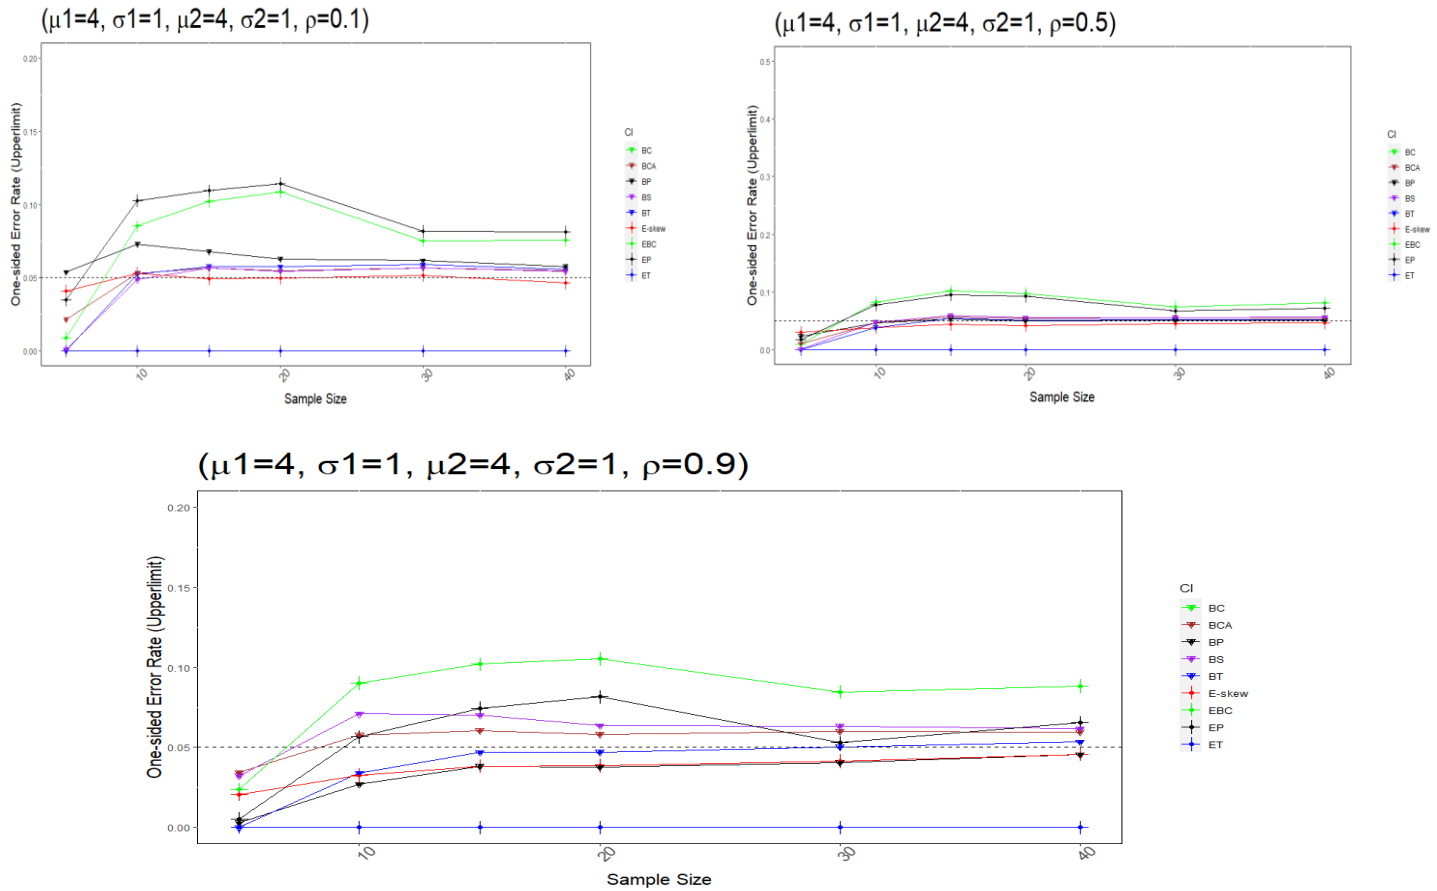 (μ1=4, σ1=1, μ2=4, σ2=1, ρ=0.1)
One-sided Error Rate (Upperlimit)
0.20
0.15
0.10
0.05
0.00
10
20
30
40
Sample Size
CI
BC
BCA
BP
BS
BT
E-skew
EBC
EP
ET
(μ1=4, σ1=1, μ2=4, σ2=1, ρ=0.5)
One-sided Error Rate (Upperlimit)
0.5
0.4
0.3
0.2
0.1
0.0
10
20
30
40
Sample Size
CI
BC
BCA
BP
BS
BT
E-skew
EBC
EP
ET
(μ1=4, σ1=1, μ2=4, σ2=1, ρ=0.9)
One-sided Error Rate (Upperlimit)
0.20
0.15
0.10
0.05
0.00
10
20
30
40
Sample Size
CI
BC
BCA
BP
BS
BT
E-skew
EBC
EP
ET